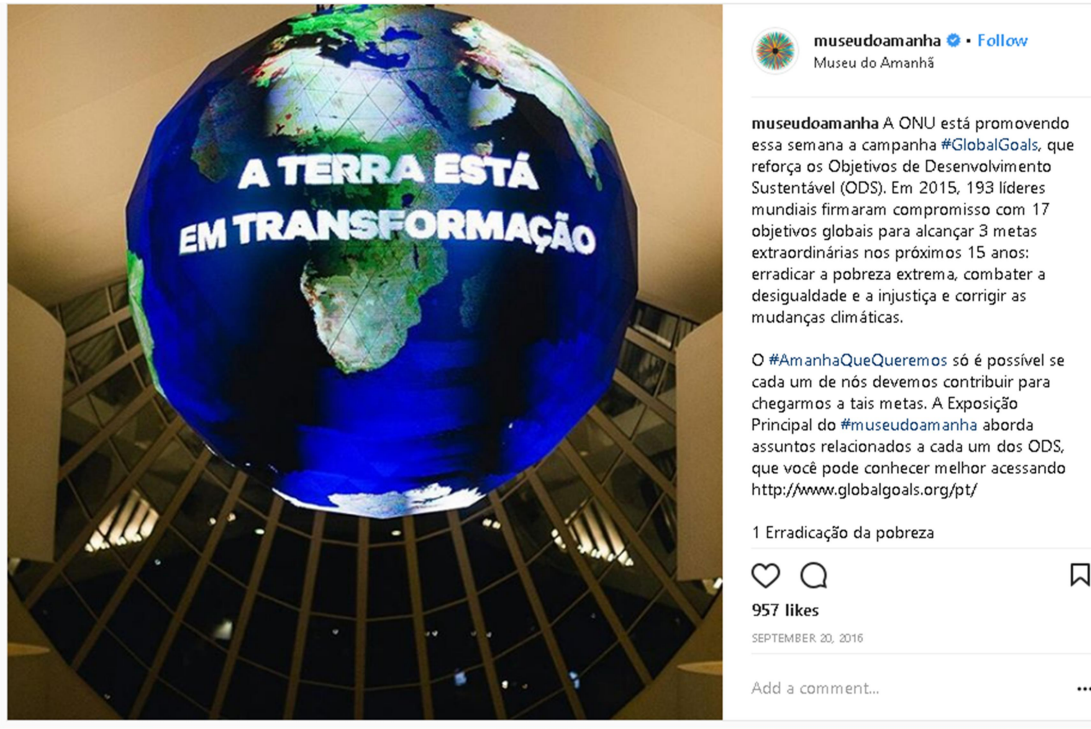 A TERRA ESTÁ
EM TRANSFORMAÇÃO
museudoamanha • Follow
Museu do Amanhã
museudoamanha A ONU está promovendo
essa semana a campanha #GlobalGoals, que
reforça os Objetivos de Desenvolvimento
Sustentável (ODS). Em 2015, 193 líderes
mundiais firmaram compromisso com 17
objetivos globais para alcançar 3 metas
extraordinárias nos próximos 15 anos:
erradicar a pobreza extrema, combater a
desigualdade e a injustiça e corrigir as
mudanças climáticas.
O #AmanhaQueQueremos só é possível se
cada um de nós devemos contribuir para
chegarmos a tais metas. A Exposição
Principal do #museudoamanha aborda
assuntos relacionados a cada um dos ODS,
que você pode conhecer melhor acessando
http://www.globalgoals.org/pt/
1 Erradicação da pobreza
957 likes
SEPTEMBER 20, 2016
Add a comment...